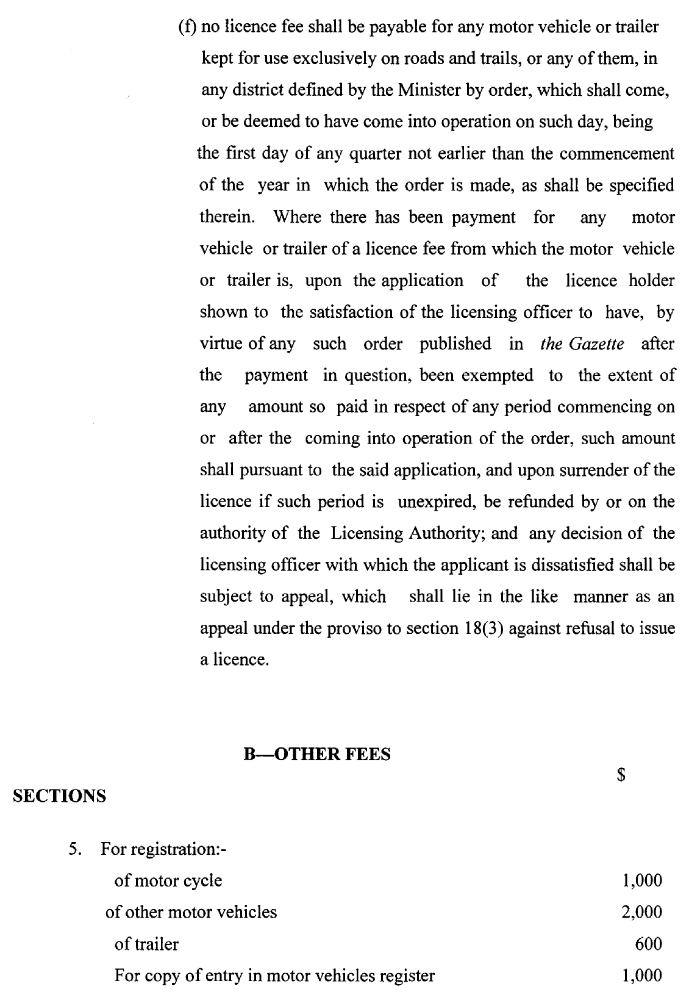 (f) no licence fee shall be payable for any motor vehicle or trailer
kept for use exclusively on roads and trails, or any of them, in
any district defined by the Minister by order, which shall come,
or be deemed to have come into operation on such day, being
the first day of any quarter not earlier than the commencement
of the year in which the order is made, as shall be specified
therein. Where there has been payment for any motor
vehicle or trailer of a licence fee from which the motor vehicle
or trailer is, upon the application of the licence holder
shown to the satisfaction of the licensing officer to have, by
virtue of any such order published in the Gazette after
the payment in question, been exempted to the extent of
any amount so paid in respect of any period commencing on
or after the coming into operation of the order, such amount
shall pursuant to the said application, and upon surrender of the
licence if such period is unexpired, be refunded by or on the
authority of the Licensing Authority; and any decision of the
licensing officer with which the applicant is dissatisfied shall be
subject to appeal, which shall lie in the like manner as an
appeal under the proviso to section 18(3) against refusal to issue
a licence.
B—OTHER FEES
$
SECTIONS
5. For registration:-
of motor cycle 1,000
of other motor vehicles 2,000
of trailer 600
For copy of entry in motor vehicles register 1,000